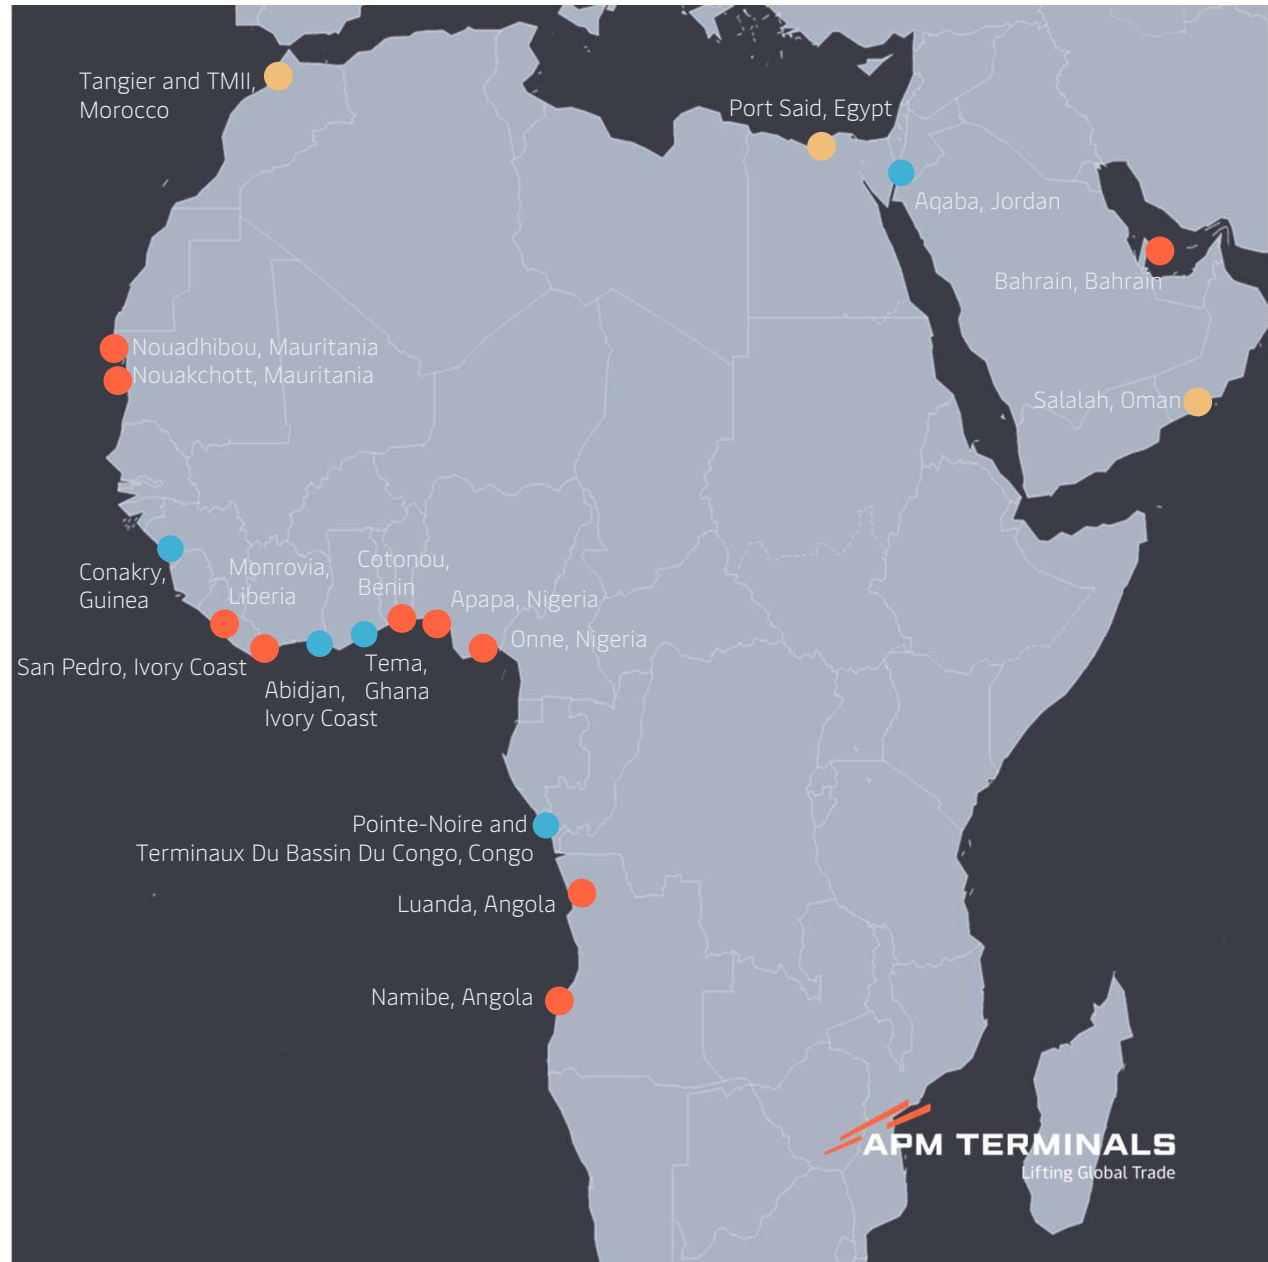 Tangier and TMII,
Morocco
Port Said, Egypt
Aqaba, Jordan
Bahrain, Bahrain
Nouadhibou, Mauritania
Nouakchott, Mauritania
Salalah, Oman
Conakry,
Guinea
Monrovia,
Liberia
Cotonou,
Benin
Apapa, Nigeria
Onne, Nigeria
San Pedro, Ivory Coast
Abidjan,
Ivory Coast
Tema,
Ghana
Pointe-Noire and
Terminaux Du Bassin Du Congo, Congo
Luanda, Angola
Namibe, Angola
APM TERMINALS
Lifting Global Trade